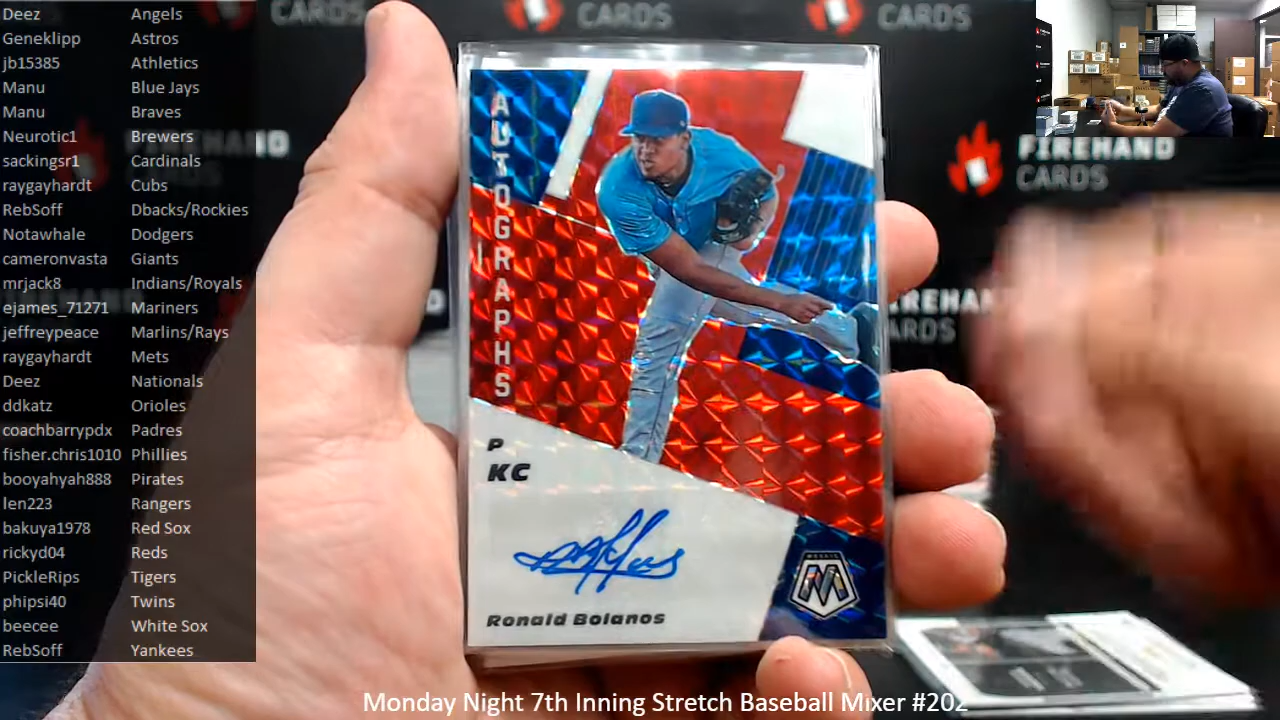 Deez Angels
Geneklipp Astros
jb15385 Athletics
Manu Blue Jays
Manu Braves
Neurotic1 Brewers
sackingsr1 Cardinals
raygayhardt Cubs
RebSoff Dbacks/Rockies
Notawhale Dodgers
cameronvasta Giants
mrjack8 Indians/Royals
ejames_71271 Mariners
jeffreypeace Marlins/Rays
raygayhardt Mets
Deez Nationals
ddkatz Orioles
coachbarrypdx Padres
fisher.chris1010 Phillies
booyahyah888 Pirates
len223 Rangers
bakuya1978 Red Sox
rickyd04 Reds
PickleRips Tigers
phipsi40 Twins
beecee White Sox
RebSoff Yankees
CARDS
CARDS
CARDS
FIREHAND
CARDS
AUTOGRAPHS
P
KC
Ronald Bolanos
MOSAIC
M
CARDS
Monday Night 7th Inning Stretch Baseball Mixer #202